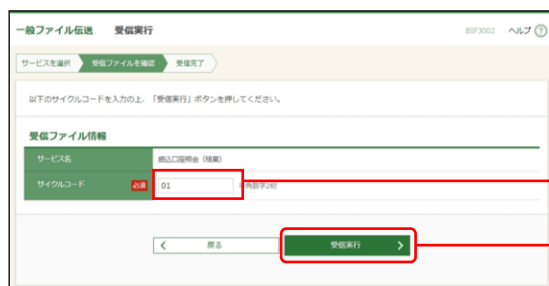 一般ファイル伝送 受信実行 BIFJ002 ヘルプ ?
サービスを選択 受信ファイルを確認 受信完了
以下のサイクルコードを入力の上、「受信実行」ボタンを押してください。
受信ファイル情報
サービス名 振込口座照会（結果）
サイクルコード 必須 01 半角数字2桁
戻る 受信実行